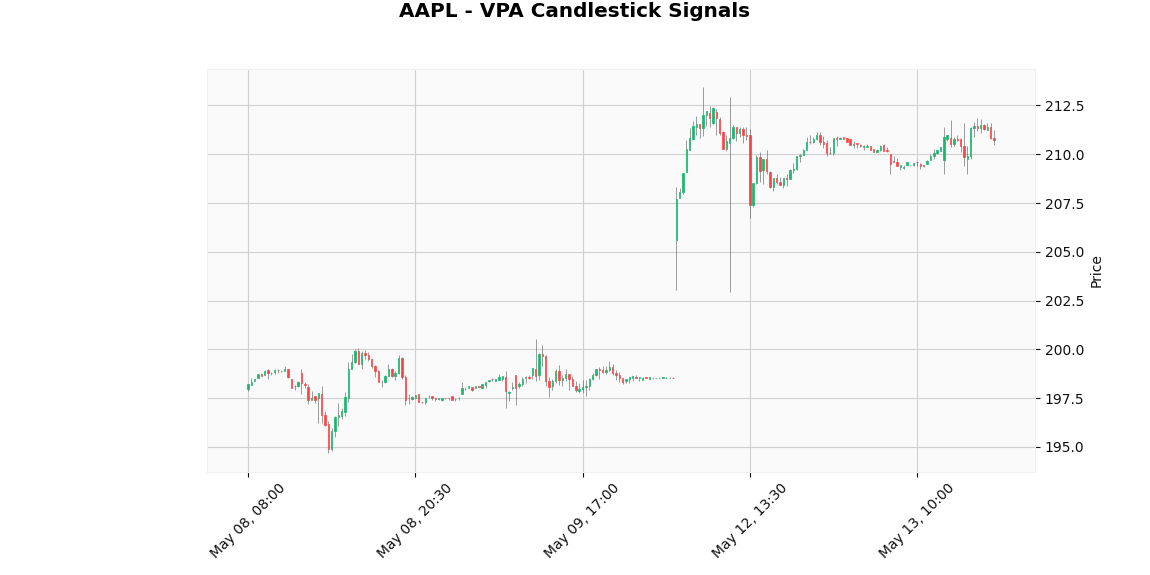 AAPL - VPA Candlestick Signals
212.5
210.0
207.5
205.0
202.5
200.0
197.5
195.0
Price
May 08, 08:00
May 08, 20:30
May 09, 17:00
May 12, 13:30
May 13, 10:00